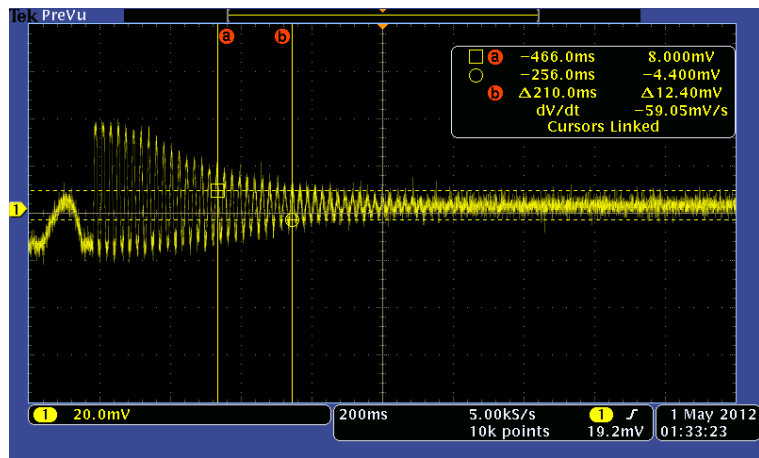 Tek PreVu
a b
a −466.0ms 8.000mV
−256.0ms −4.400mV
b Δ210.0ms Δ12.40mV
dV/dt −59.05mV/s
Cursors Linked
1
1 20.0mV 200ms 5.00kS/s 1 1 May 2012
10k points 19.2mV 01:33:23